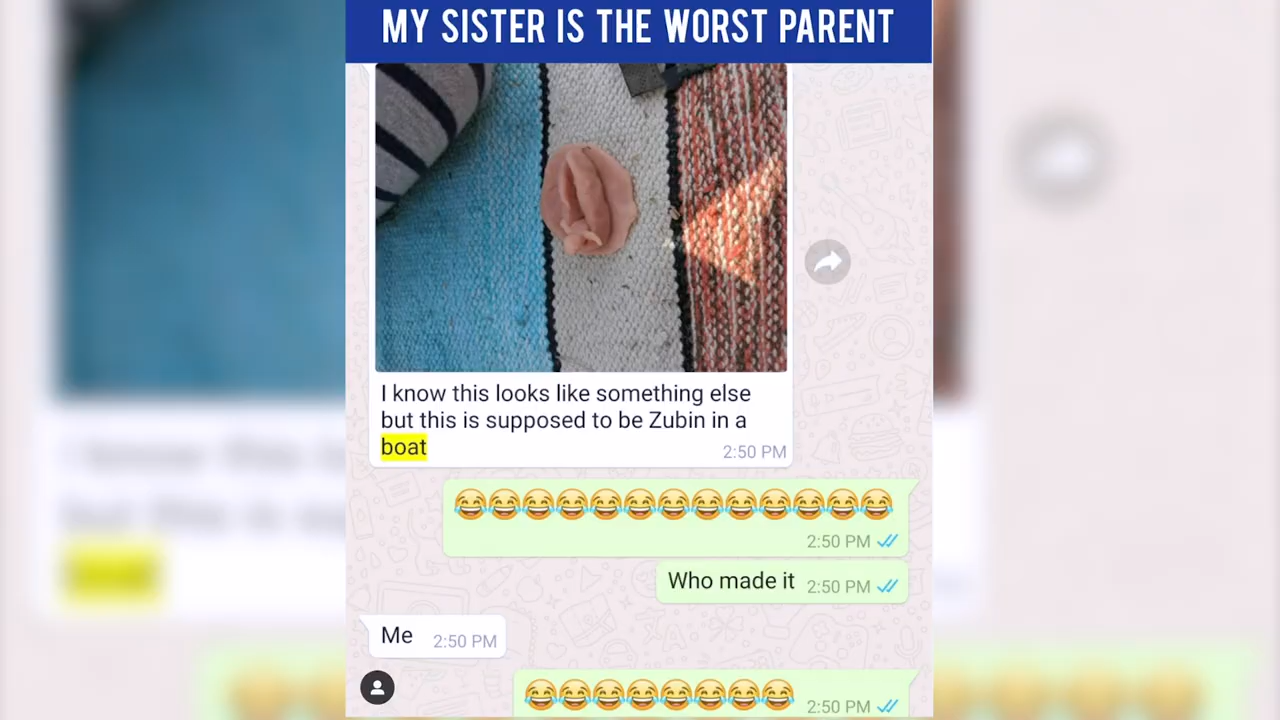 MY SISTER IS THE WORST PARENT
I know this looks like something else
but this is supposed to be Zubin in a
boat
2:50 PM
😂😂😂😂😂😂😂😂😂😂😂😂😂
2:50 PM
Who made it 2:50 PM
Me 2:50 PM
😂😂😂😂😂😂😂😂 2:50 PM